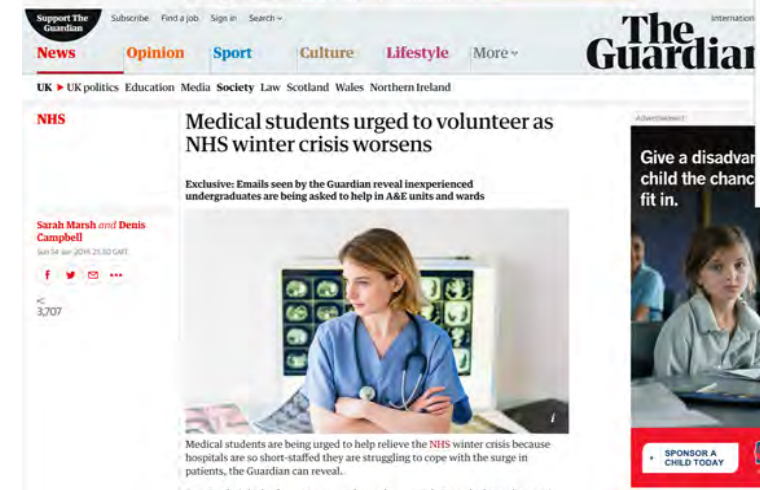 Support The
Guardian
Subscribe Find a job Sign in Search
International
The
Guardian
News Opinion Sport Culture Lifestyle More
UK UK politics Education Media Society Law Scotland Wales Northern Ireland
NHS
Medical students urged to volunteer as
NHS winter crisis worsens
Exclusive: Emails seen by the Guardian reveal inexperienced
undergraduates are being asked to help in A&E units and wards
Sarah Marsh and Denis
Campbell
3,707
Medical students are being urged to help relieve the NHS winter crisis because
hospitals are so short-staffed they are struggling to cope with the surge in
patients, the Guardian can reveal.
Advertisement
Give a disadvan
child the chanc
fit in.
SPONSOR A
CHILD TODAY